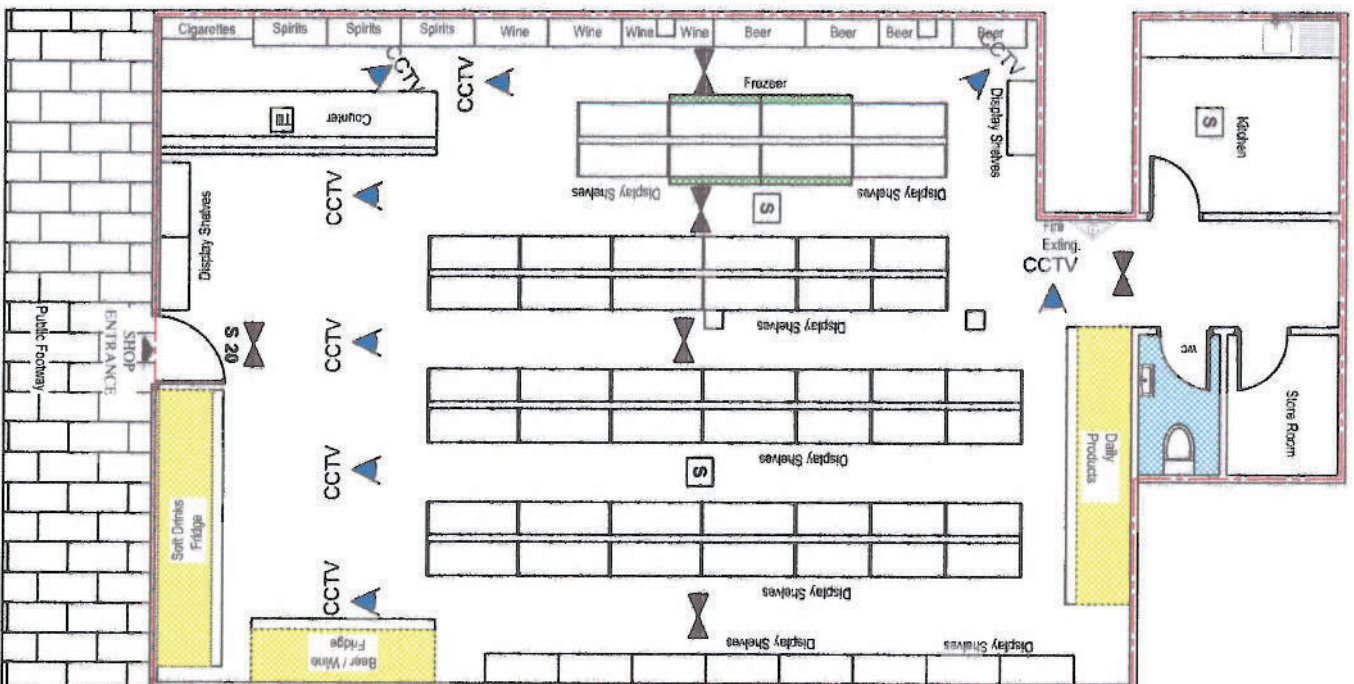 Cigarettes
Spirits
Spirits
Spirits
Wine
Wine
Wine
Wine
Beer
Beer
Beer
Beer
CCTV
CCTV
CCTV
Frozeer
Till
Counter
Display Shelves
S
Kitchen
Display Shelves
Display Shelves
S
CCTV
Display Shelves
Fire
Exting.
CCTV
Public Footway
SHOP
ENTRANCE
S 20
CCTV
Display Shelves
WC
Store Room
Daily
Products
CCTV
Display Shelves
S
Soft Drinks
Fridge
CCTV
Display Shelves
Beer / Wine
Fridge
Display Shelves
Display Shelves